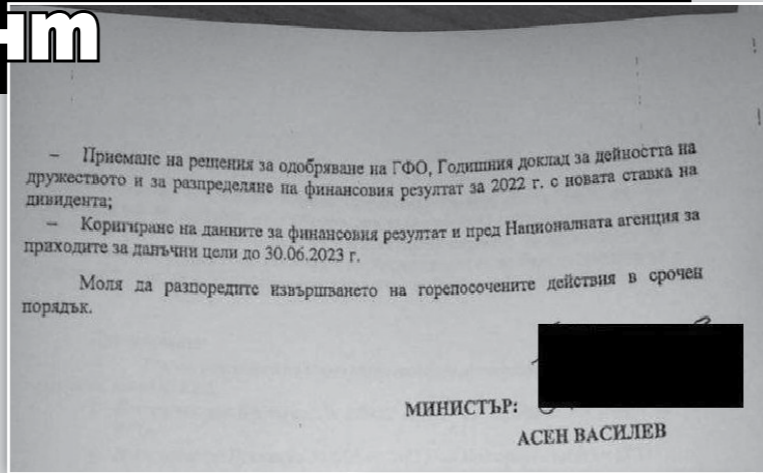 нт
– Приемане на решения за одобряване на ГФО, Годишния доклад за дейността на
дружеството и за разпределяне на финансовия резултат за 2022 г. с новата ставка на
дивидента;
– Коригиране на данните за финансовия резултат и пред Националната агенция за
приходите за данъчни цели до 30.06.2023 г.
Моля да разпоредите извършването на горепосочените действия в срочен
порядък.
МИНИСТЪР:
АСЕН ВАСИЛЕВ